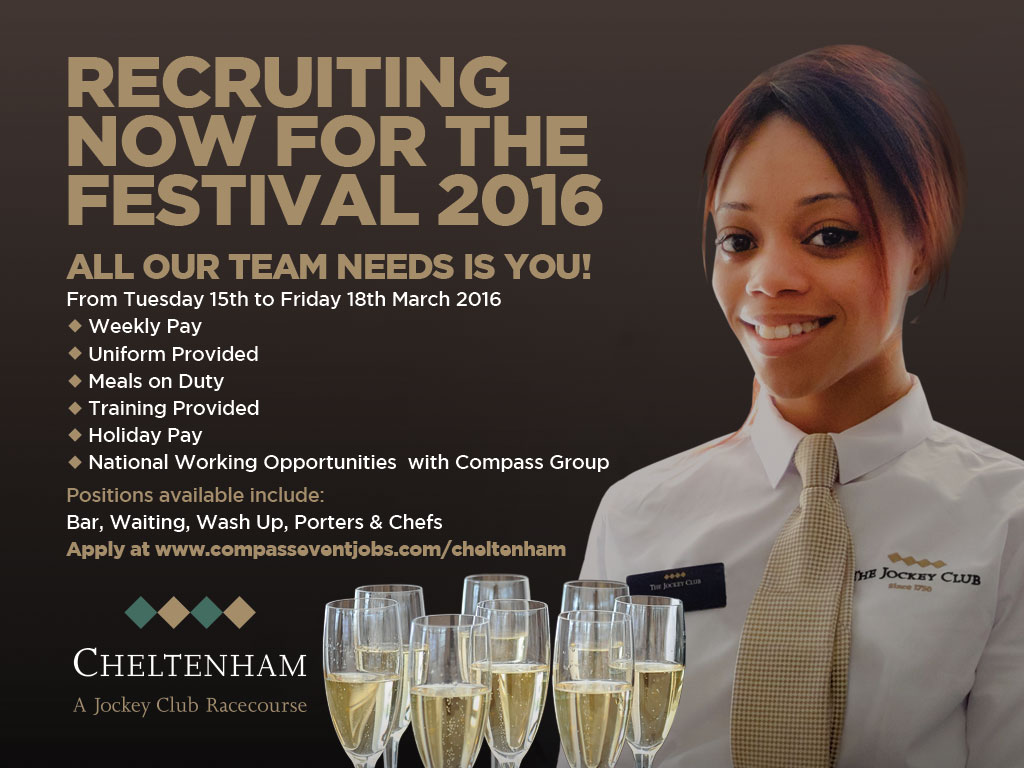 RECRUITING
NOW FOR THE
FESTIVAL 2016
ALL OUR TEAM NEEDS IS YOU!
From Tuesday 15th to Friday 18th March 2016
◆ Weekly Pay
◆ Uniform Provided
◆ Meals on Duty
◆ Training Provided
◆ Holiday Pay
◆ National Working Opportunities with Compass Group
Positions available include:
Bar, Waiting, Wash Up, Porters & Chefs
Apply at www.compasseventjobs.com/cheltenham
CHELTENHAM
A Jockey Club Racecourse
THE JOCKEY CLUB
THE JOCKEY CLUB
since 1750